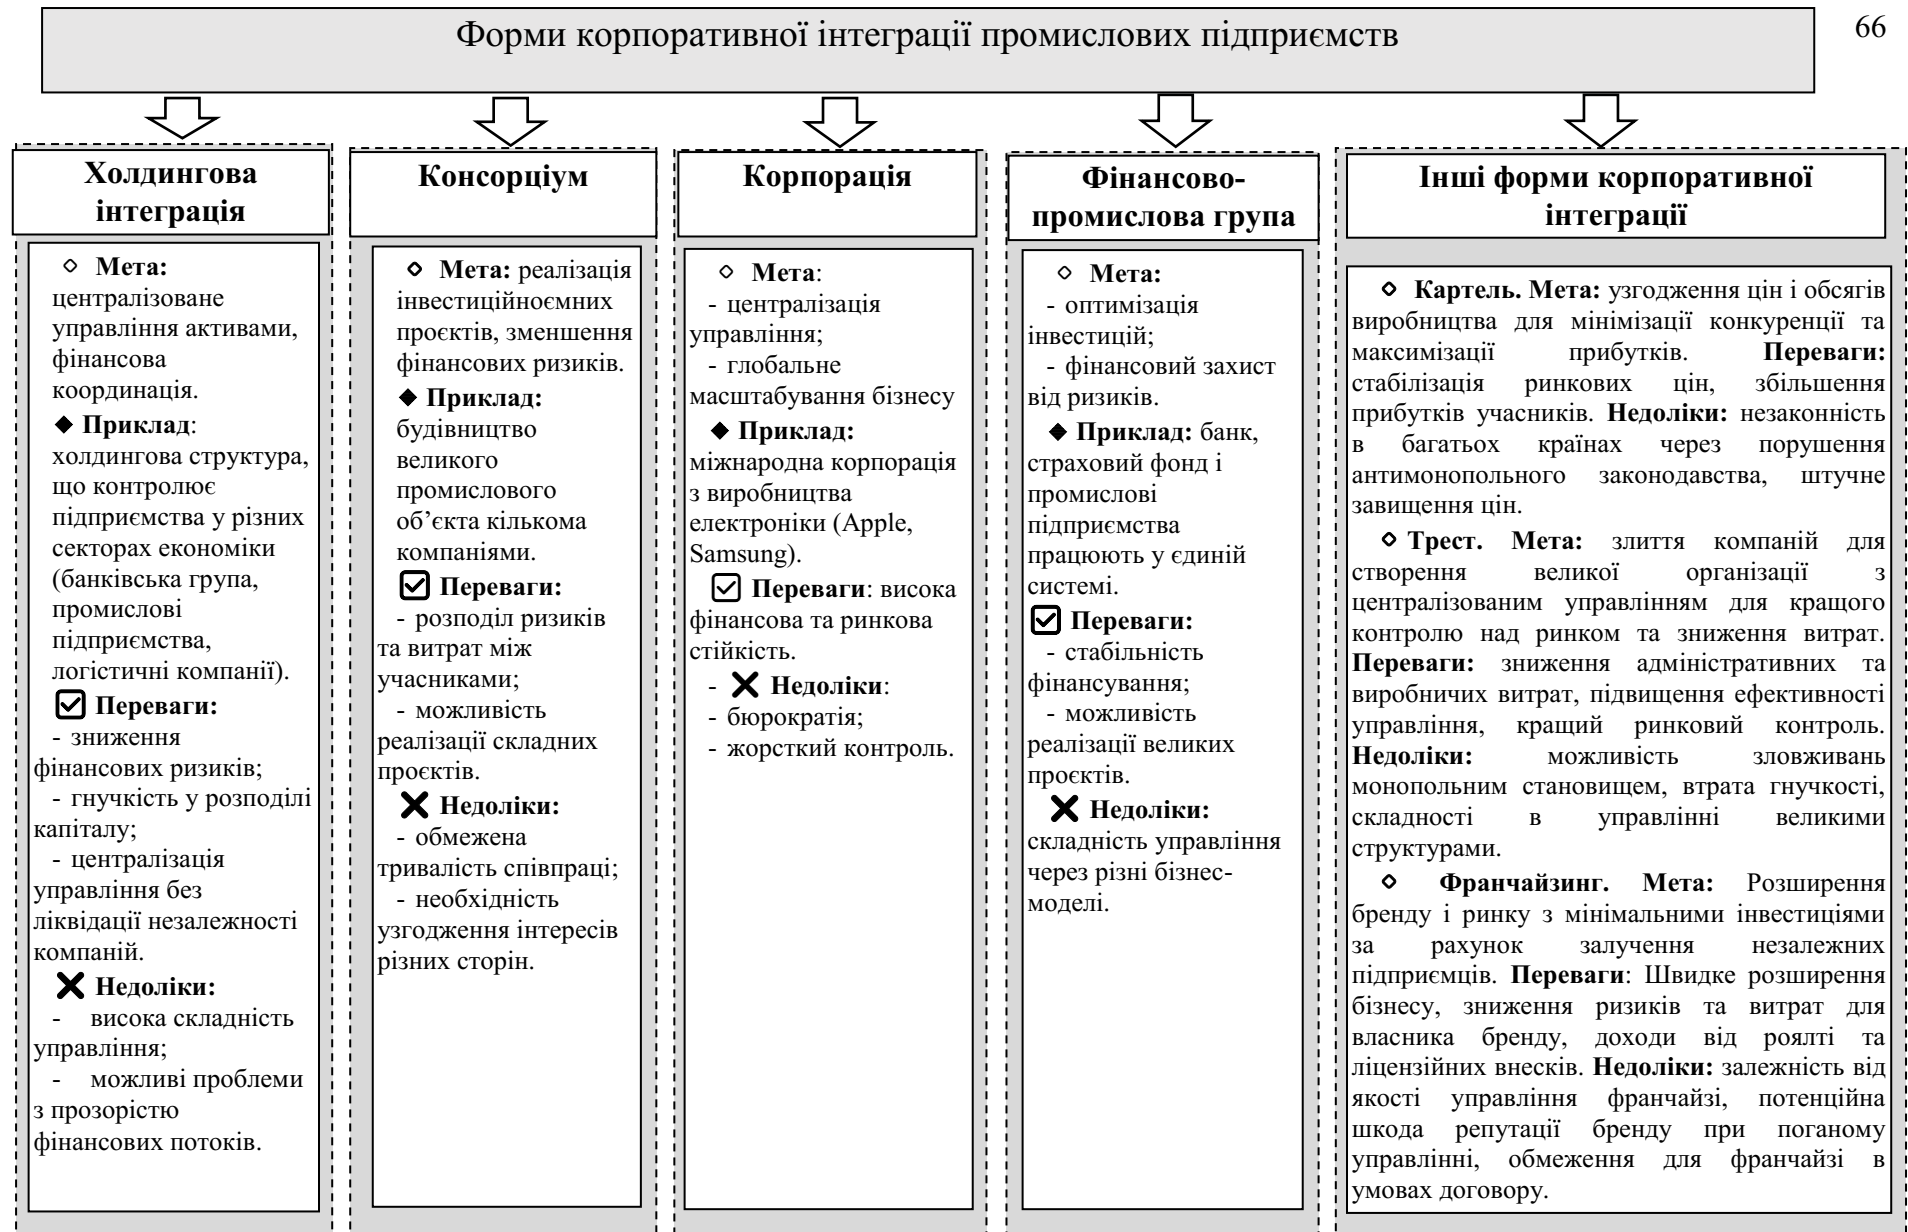 Форми корпоративної інтеграції промислових підприємств
66
Холдингова
інтеграція
Мета:
централізоване
управління активами,
фінансова
координація.
Приклад:
холдингова структура,
що контролює
підприємства у різних
секторах економіки
(банківська група,
промислові
підприємства,
логістичні компанії).
Переваги:
- зниження
фінансових ризиків;
- гнучкість у розподілі
капіталу;
- централізація
управління без
ліквідації незалежності
компаній.
Недоліки:
- висока складність
управління;
- можливі проблеми
з прозорістю
фінансових потоків.
Консорціум
Мета: реалізація
інвестиційноємних
проєктів, зменшення
фінансових ризиків.
Приклад:
будівництво
великого
промислового
об’єкта кількома
компаніями.
Переваги:
- розподіл ризиків
та витрат між
учасниками;
- можливість
реалізації складних
проєктів.
Недоліки:
- обмежена
тривалість співпраці;
- необхідність
узгодження інтересів
різних сторін.
Корпорація
Мета:
- централізація
управління;
- глобальне
масштабування бізнесу
Приклад:
міжнародна корпорація
з виробництва
електроніки (Apple,
Samsung).
Переваги: висока
фінансова та ринкова
стійкість.
- Недоліки:
- бюрократія;
- жорсткий контроль.
Фінансово-
промислова група
Мета:
- оптимізація
інвестицій;
- фінансовий захист
від ризиків.
Приклад: банк,
страховий фонд і
промислові
підприємства
працюють у єдиній
системі.
Переваги:
- стабільність
фінансування;
- можливість
реалізації великих
проєктів.
Недоліки:
складність управління
через різні бізнес-
моделі.
Інші форми корпоративної
інтеграції
Картель. Мета: узгодження цін і обсягів
виробництва для мінімізації конкуренції та
максимізації прибутків. Переваги:
стабілізація ринкових цін, збільшення
прибутків учасників. Недоліки: незаконність
в багатьох країнах через порушення
антимонопольного законодавства, штучне
завищення цін.
Трест. Мета: злиття компаній для
створення великої організації з
централізованим управлінням для кращого
контролю над ринком та зниження витрат.
Переваги: зниження адміністративних та
виробничих витрат, підвищення ефективності
управління, кращий ринковий контроль.
Недоліки: можливість зловживань
монопольним становищем, втрата гнучкості,
складності в управлінні великими
структурами.
Франчайзинг. Мета: Розширення
бренду і ринку з мінімальними інвестиціями
за рахунок залучення незалежних
підприємців. Переваги: Швидке розширення
бізнесу, зниження ризиків та витрат для
власника бренду, доходи від роялті та
ліцензійних внесків. Недоліки: залежність від
якості управління франчайзі, потенційна
шкода репутації бренду при поганому
управлінні, обмеження для франчайзі в
умовах договору.